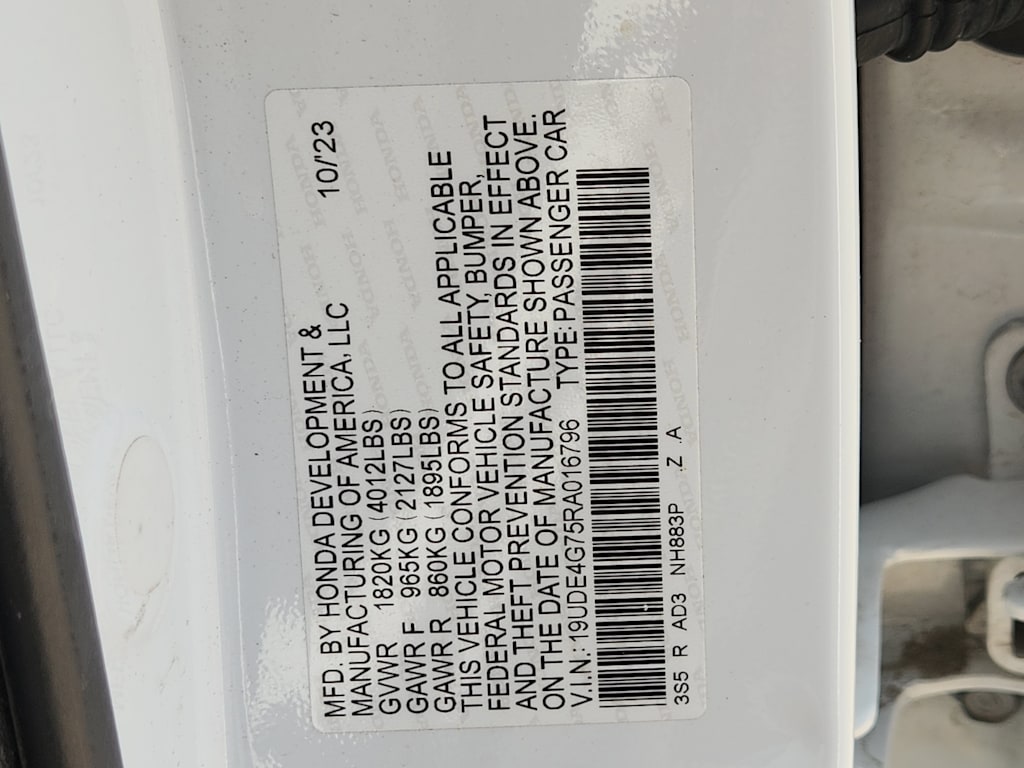 MFD. BY HONDA DEVELOPMENT & 10/'23
MANUFACTURING OF AMERICA, LLC
GVWR 1820KG (4012LBS)
GAWR F 965KG (2127LBS)
GAWR R 860KG (1895LBS)
THIS VEHICLE CONFORMS TO ALL APPLICABLE
FEDERAL MOTOR VEHICLE SAFETY, BUMPER,
AND THEFT PREVENTION STANDARDS IN EFFECT
ON THE DATE OF MANUFACTURE SHOWN ABOVE.
V.I.N.: 19UDE4G75RA016796 TYPE: PASSENGER CAR
3S5 R AD3 NH883P .Z .A